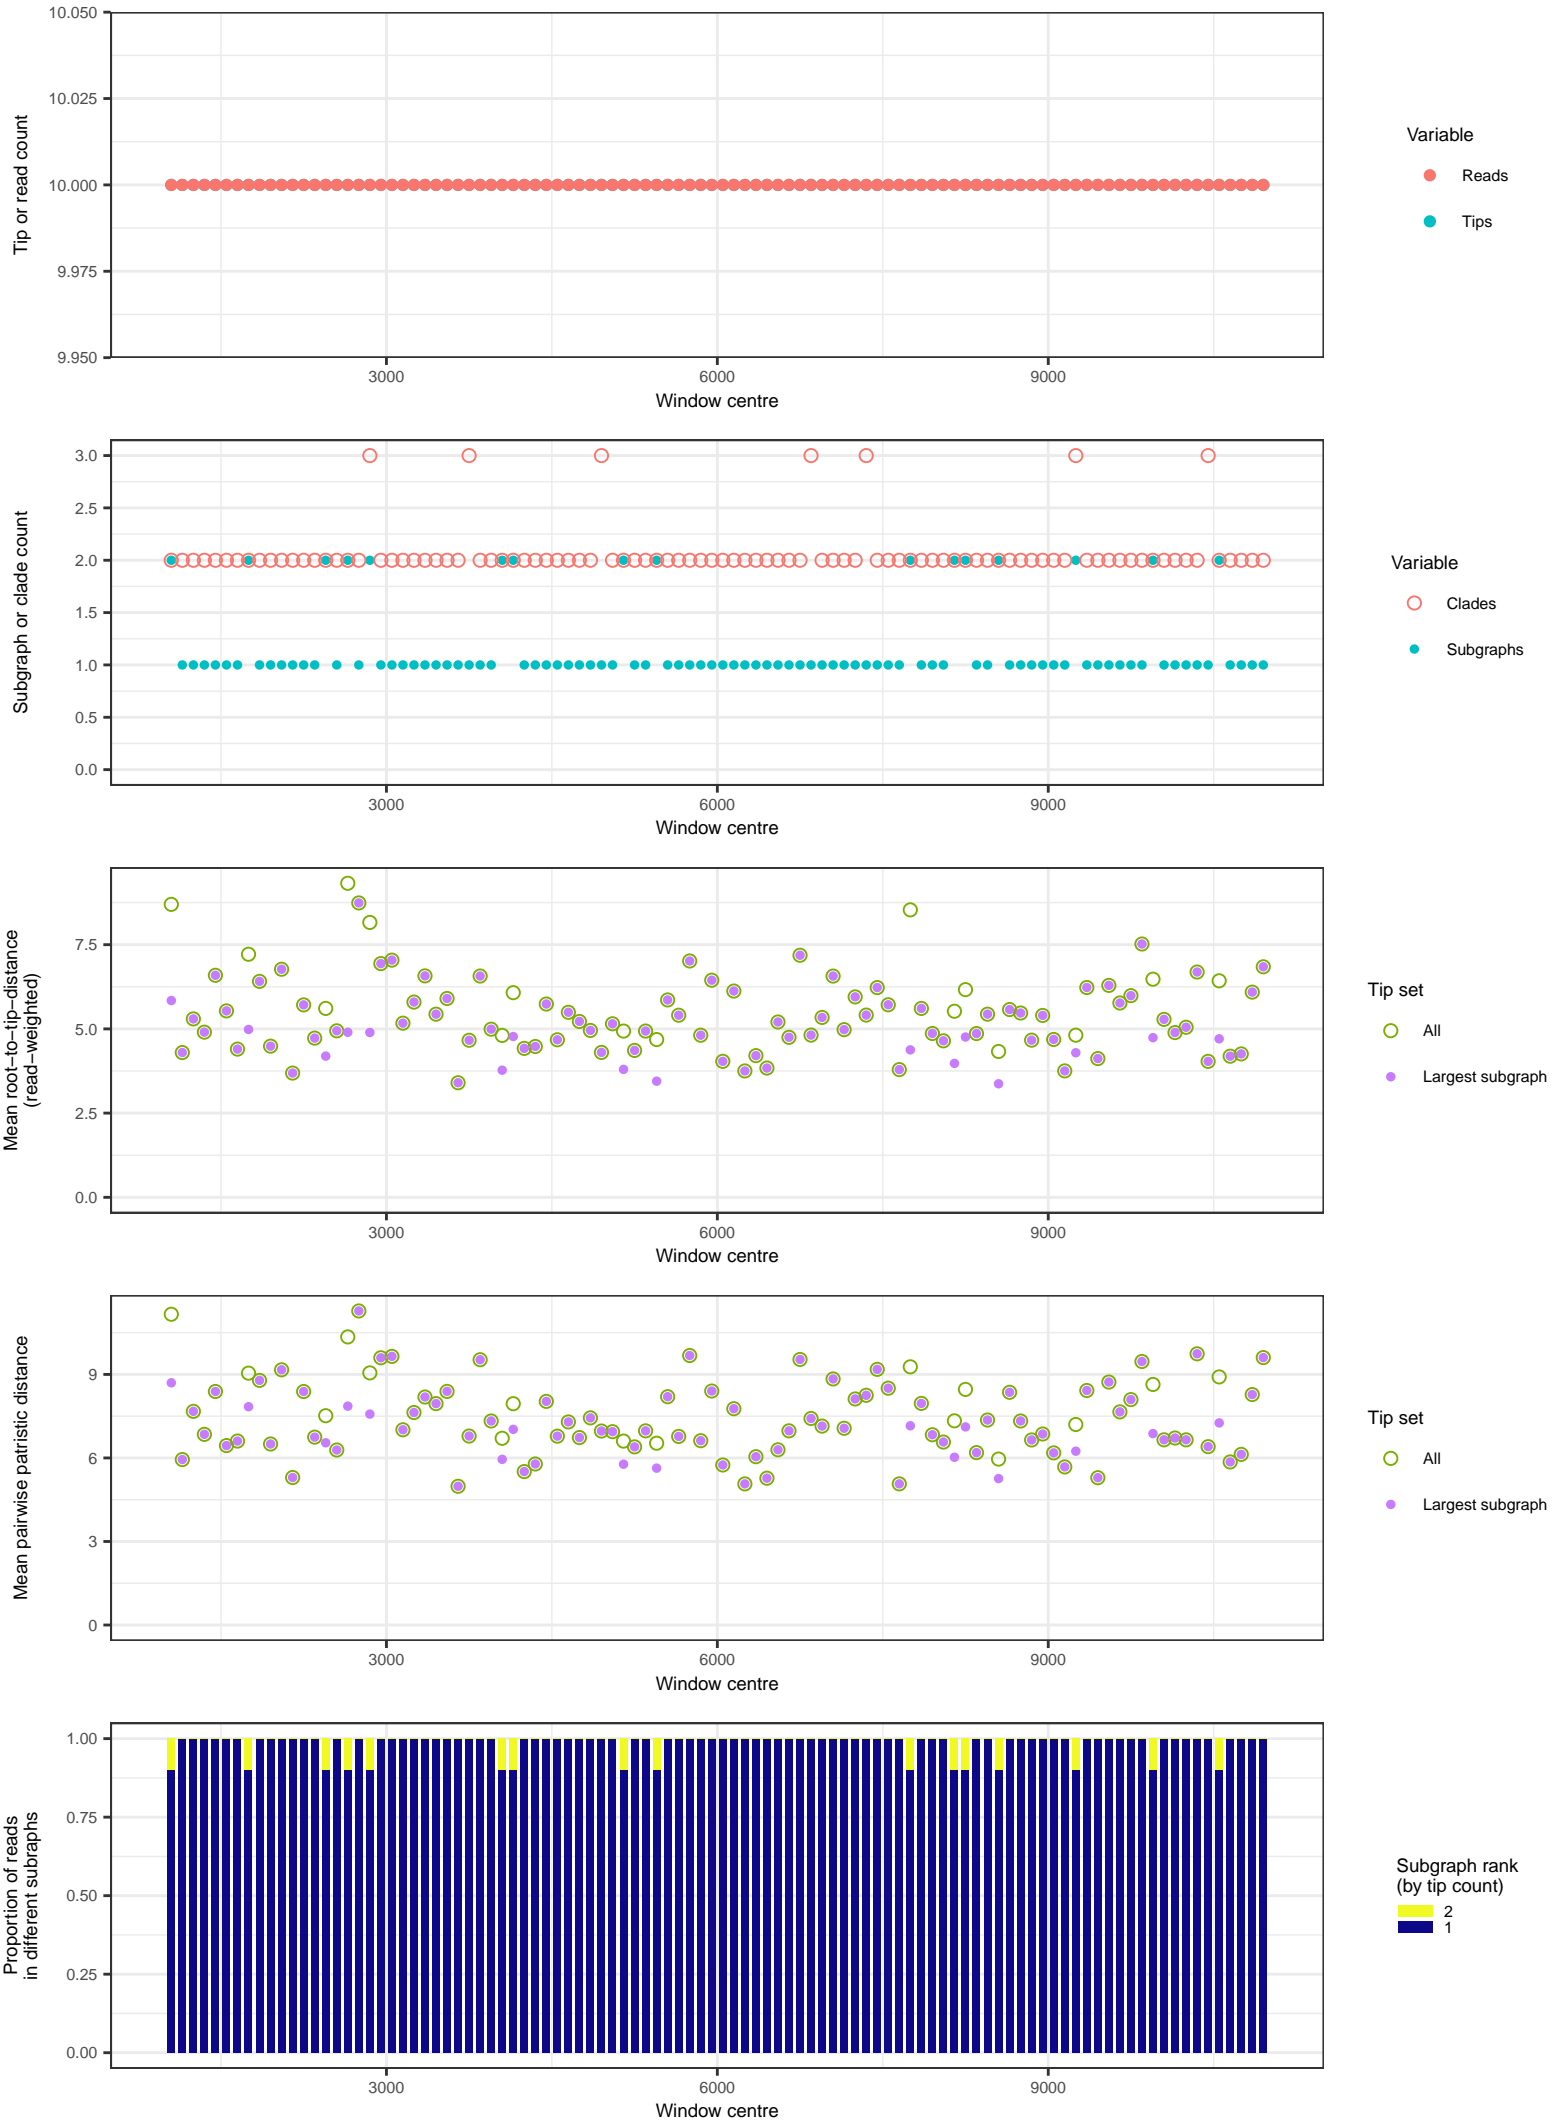 10.050
10.025
10.000
9.975
9.950
Tip or read count
3000
6000
9000
Window centre
Variable
Reads
Tips
3.0
2.5
2.0
1.5
1.0
0.5
0.0
Subgraph or clade count
3000
6000
9000
Window centre
Variable
Clades
Subgraphs
7.5
5.0
2.5
0.0
Mean root−to−tip−distance
(read−weighted)
3000
6000
9000
Window centre
Tip set
All
Largest subgraph
9
6
3
0
Mean pairwise patristic distance
3000
6000
9000
Window centre
Tip set
All
Largest subgraph
1.00
0.75
0.50
0.25
0.00
Proportion of reads
in different subraphs
3000
6000
9000
Window centre
Subgraph rank
(by tip count)
2
1